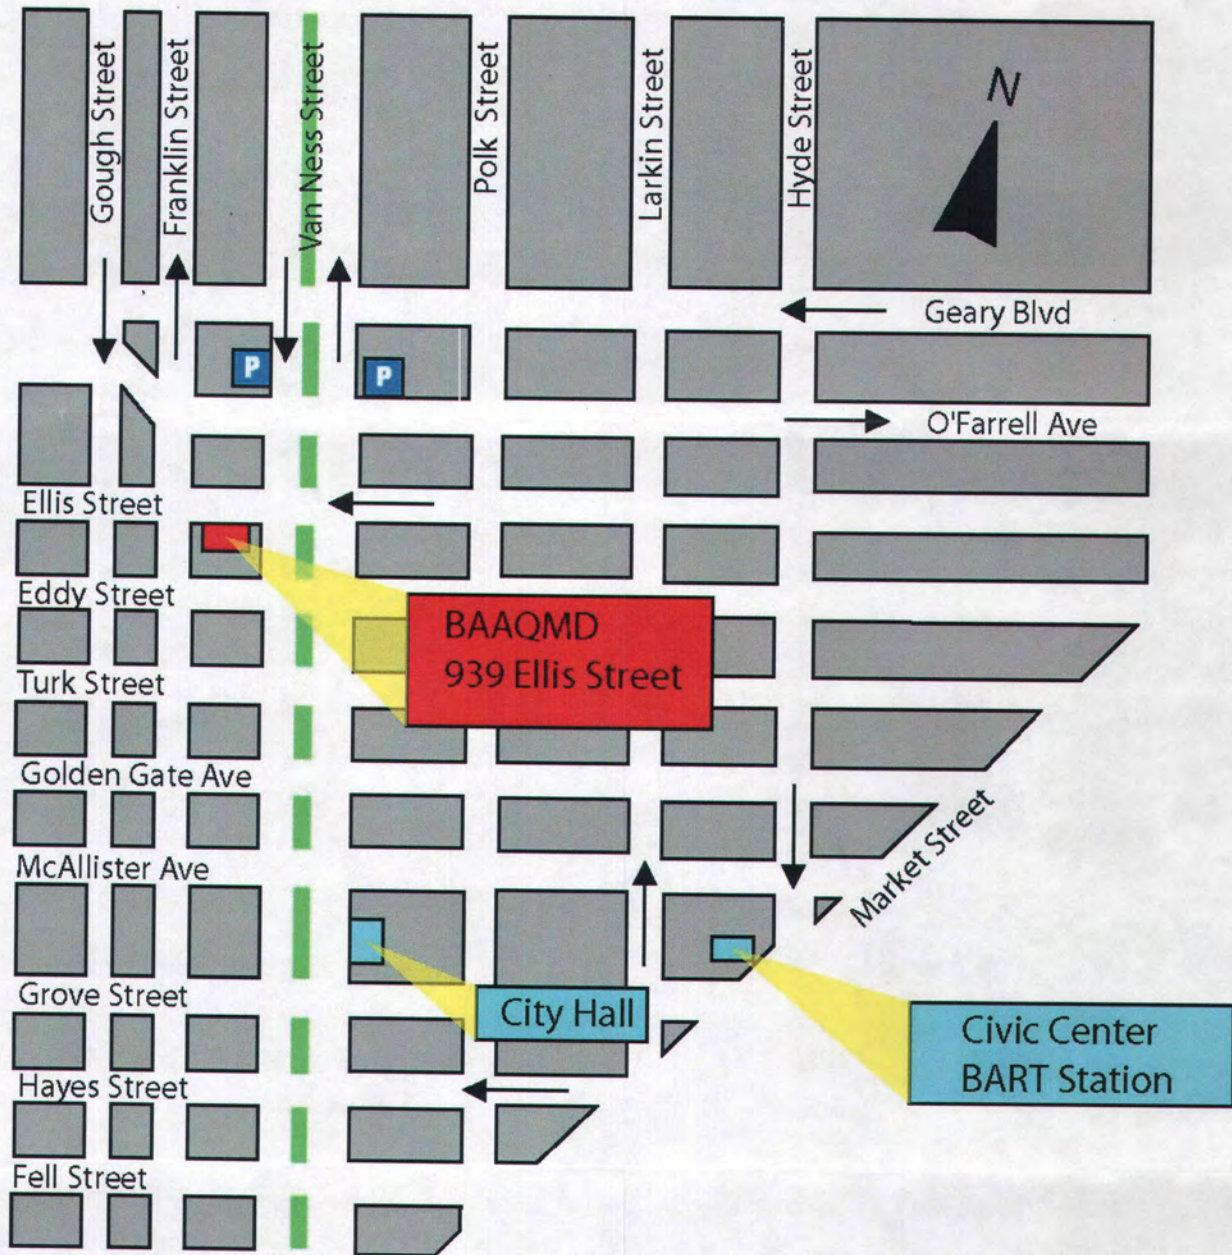 Gough Street
Franklin Street
Van Ness Street
Polk Street
Larkin Street
Hyde Street
N
Geary Blvd
P
P
O'Farrell Ave
Ellis Street
Eddy Street
BAAQMD
939 Ellis Street
Turk Street
Golden Gate Ave
Market Street
McAllister Ave
Grove Street
City Hall
Civic Center
BART Station
Hayes Street
Fell Street